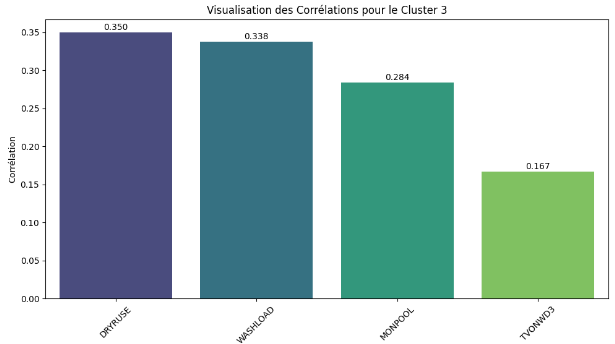 Visualisation des Corrélations pour le Cluster 3
0.350
0.338
0.284
0.167
Corrélation
0.35
0.30
0.25
0.20
0.15
0.10
0.05
0.00
DRYRUSE
WASHLOAD
MONPOOL
TVONWD3